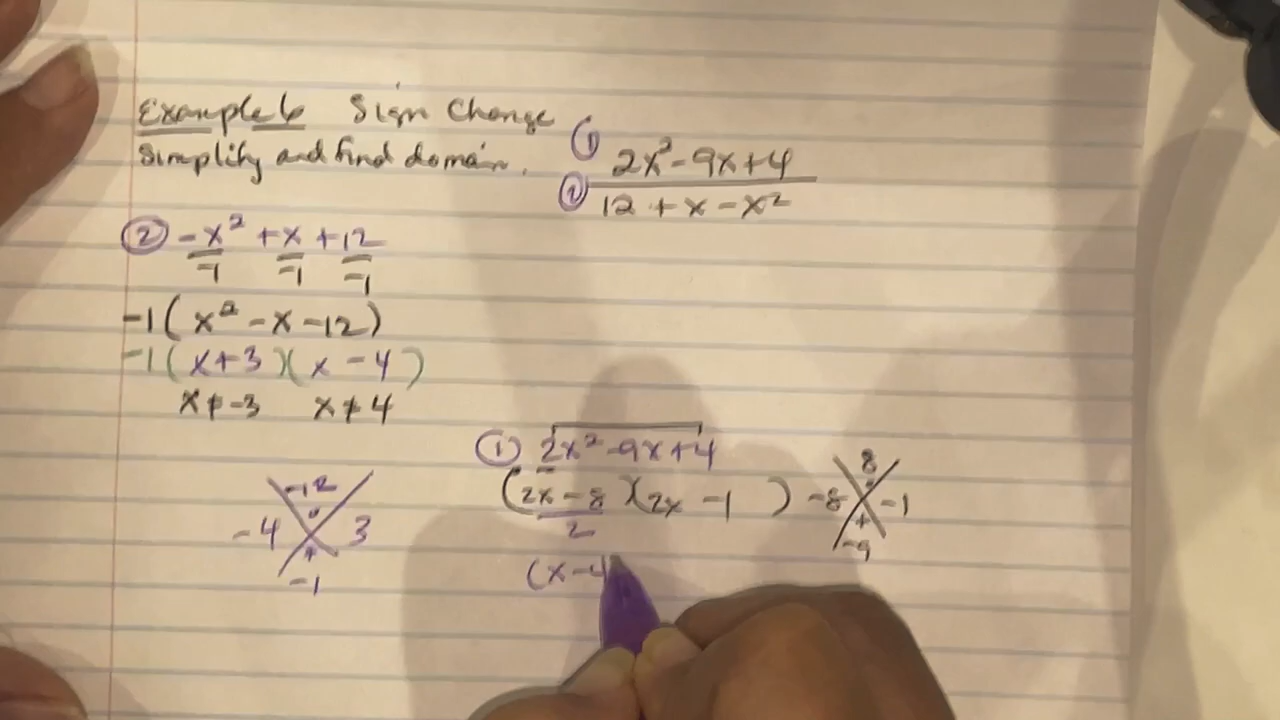 Example 6 Sign Change
Simplify and find domain.
① 2x²-9x+4
② 12 + x - x²
② -x² + x + 12
-1 -1 -1
-1( x² - x - 12)
-1( x+3 )( x - 4 )
x ≠ -3 x ≠ 4
① 2x² -9x+4
(2x - 8)(2x - 1)
2
(x-4
-12
-4 3
+
-1
8
-8 -1
+
-9